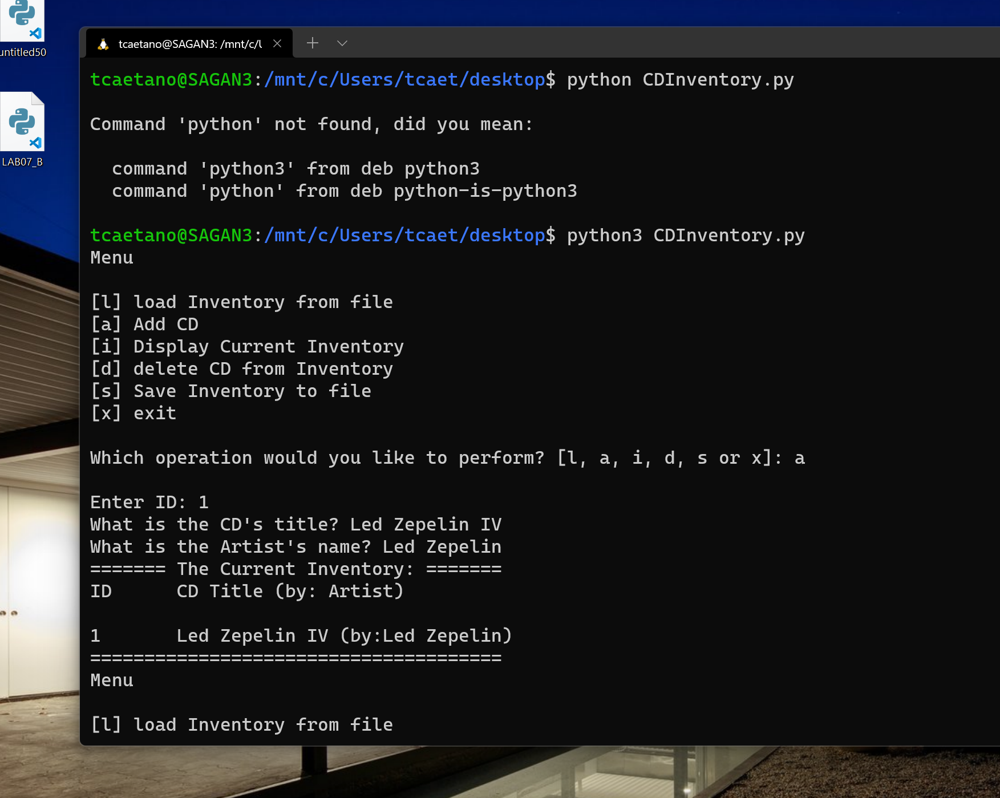 untitled50
LAB07_B
tcaetano@SAGAN3: /mnt/c/l
tcaetano@SAGAN3:/mnt/c/Users/tcaet/desktop$ python CDInventory.py
Command 'python' not found, did you mean:
command 'python3' from deb python3
command 'python' from deb python-is-python3
tcaetano@SAGAN3:/mnt/c/Users/tcaet/desktop$ python3 CDInventory.py
Menu
[l] load Inventory from file
[a] Add CD
[i] Display Current Inventory
[d] delete CD from Inventory
[s] Save Inventory to file
[x] exit
Which operation would you like to perform? [l, a, i, d, s or x]: a
Enter ID: 1
What is the CD's title? Led Zepelin IV
What is the Artist's name? Led Zepelin
======= The Current Inventory: =======
ID CD Title (by: Artist)
1 Led Zepelin IV (by:Led Zepelin)
======================================
Menu
[l] load Inventory from file